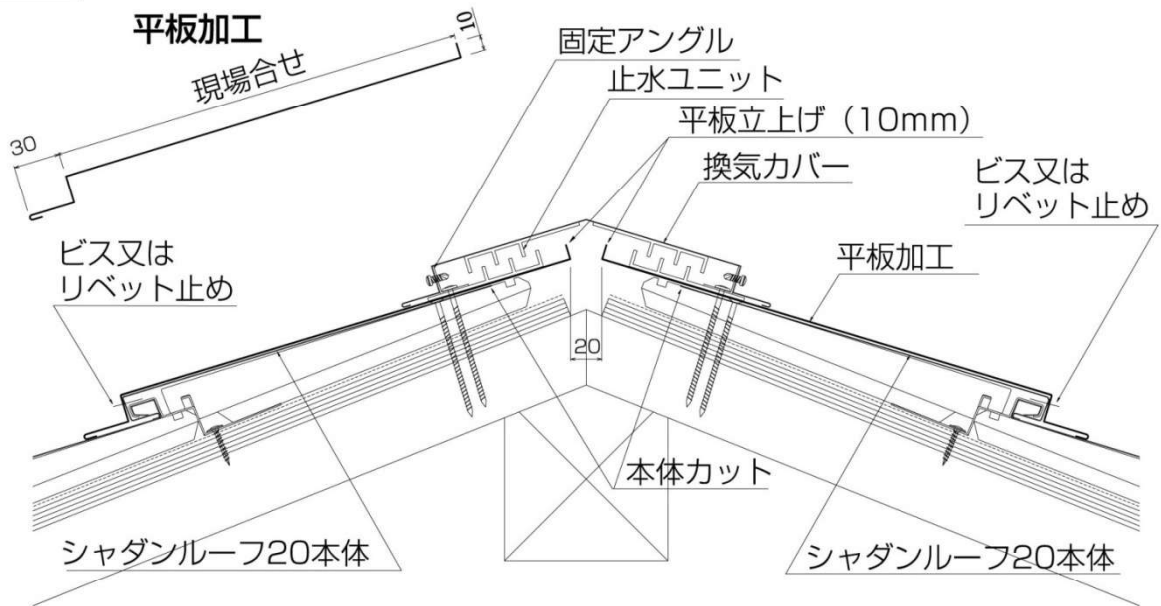 平板加工
10
現場合せ
30
固定アングル
止水ユニット
平板立上げ（10mm）
換気カバー
ビス又は
リベット止め
ビス又は
リベット止め
平板加工
20
本体カット
シャダンルーフ20本体
シャダンルーフ20本体